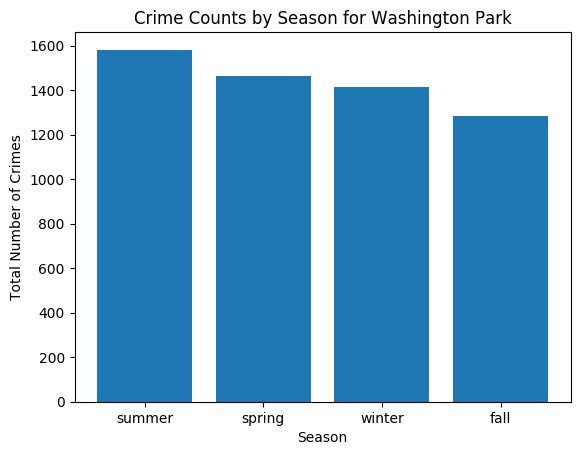 Crime Counts by Season for Washington Park
1600
1400
1200
1000
800
600
400
200
0
Total Number of Crimes
summer spring winter fall
Season